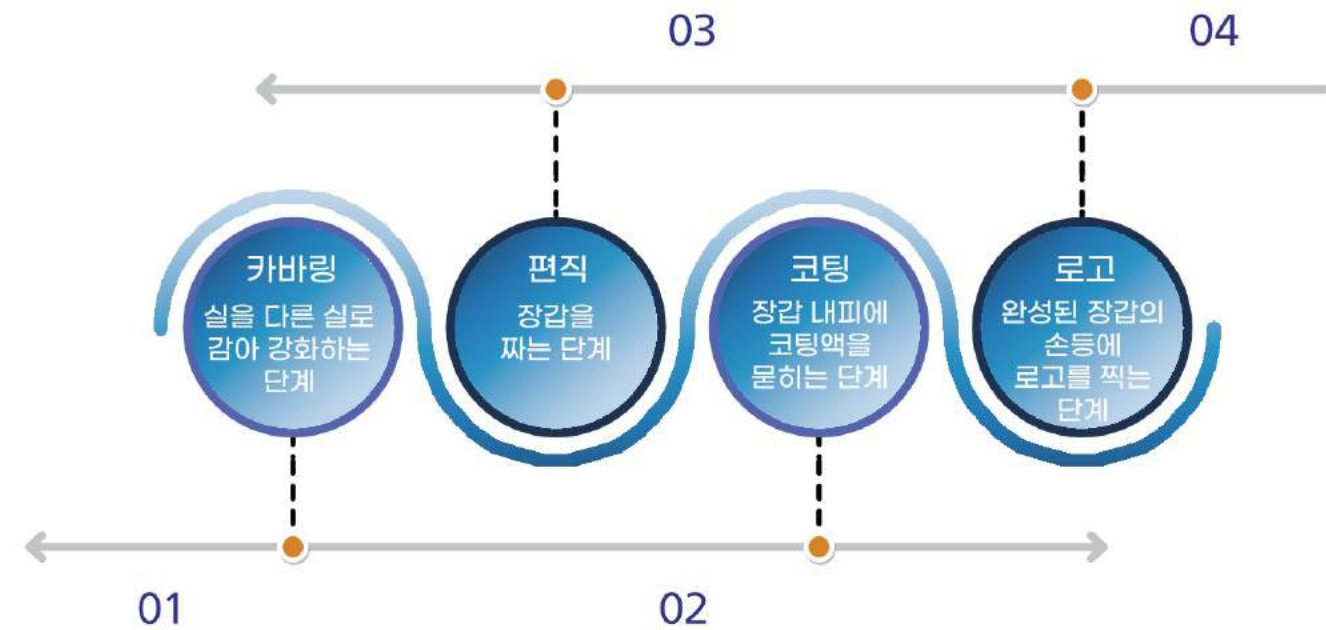 03
04
카바링
실을 다른 실로
감아 강화하는
단계
편직
장갑을
짜는 단계
코팅
장갑 내피에
코팅액을
묻히는 단계
로고
완성된 장갑의
손등에
로고를 찍는
단계
01
02